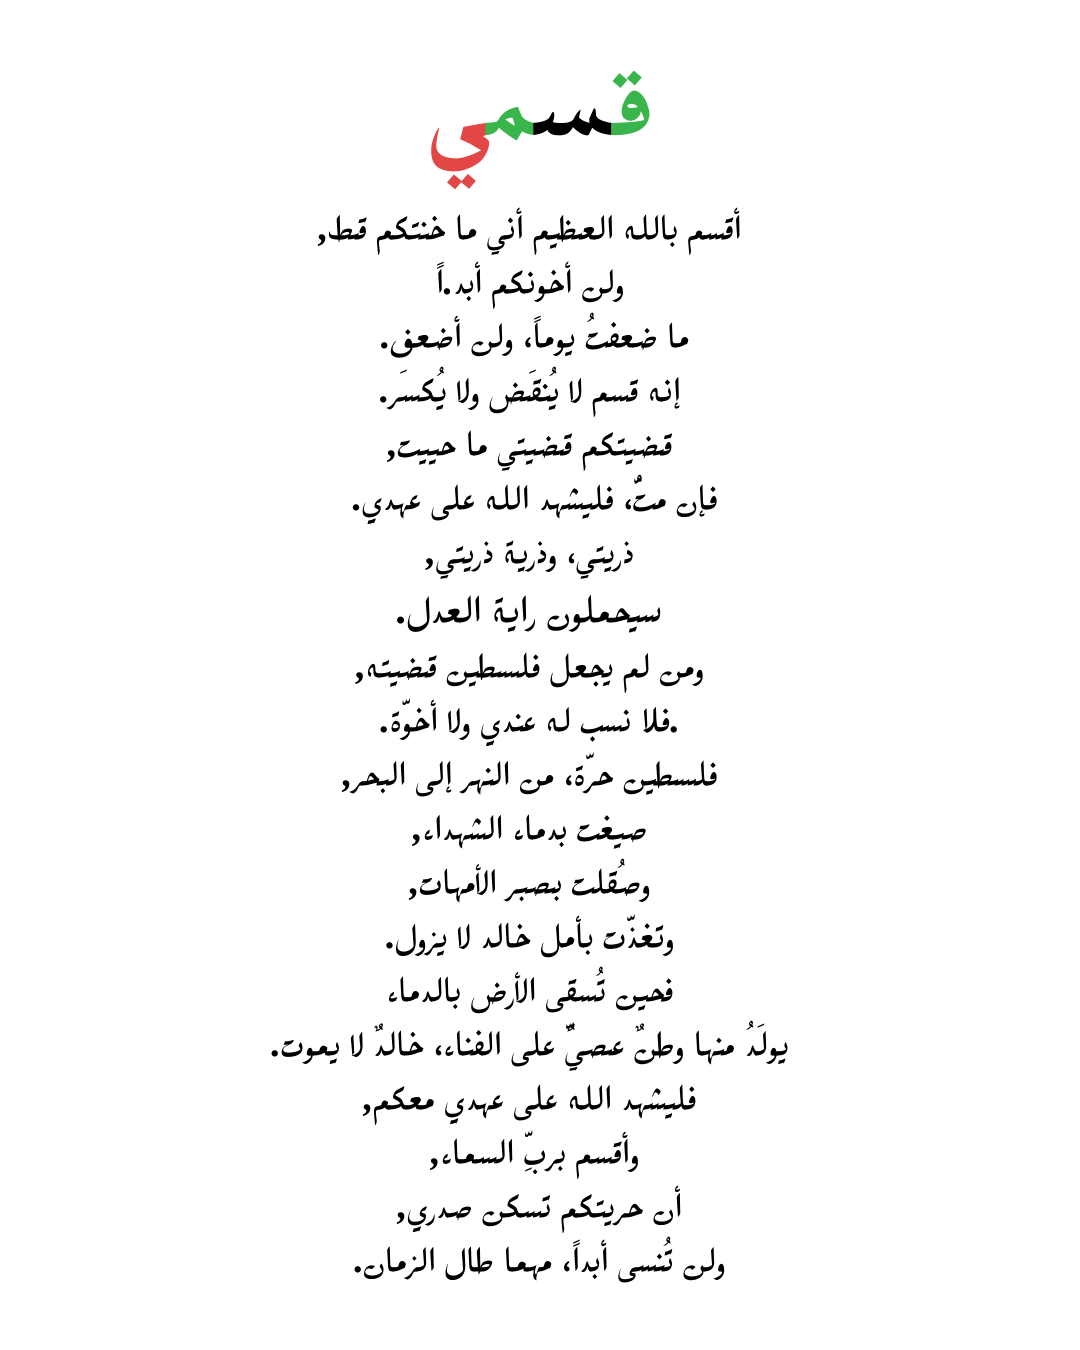 قسمي
أقسم بالله العظيم أني ما خنتكم قط,
ولن أخونكم أبد.اً
ما ضعفتُ يوماً، ولن أضعف.
إنه قسم لا يُنقَض ولا يُكسَر.
قضيتكم قضيتي ما حييت,
فإن متٌّ، فليشهد الله على عهدي.
ذريتي، وذرية ذريتي,
سيحملون راية العدل.
ومن لم يجعل فلسطين قضيته,
.فلا نسب له عندي ولا أخوّة.
فلسطين حرّة، من النهر إلى البحر,
صيغت بدماء الشهداء,
وصُقلت بصبر الأمهات,
وتغذّت بأمل خالد لا يزول.
فحين تُسقى الأرض بالدماء
يولَدُ منها وطنٌ عصيٌّ على الفناء، خالدٌ لا يموت.
فليشهد الله على عهدي معكم,
وأقسم بربِّ السماء,
أن حريتكم تسكن صدري,
ولن تُنسى أبداً، مهما طال الزمان.